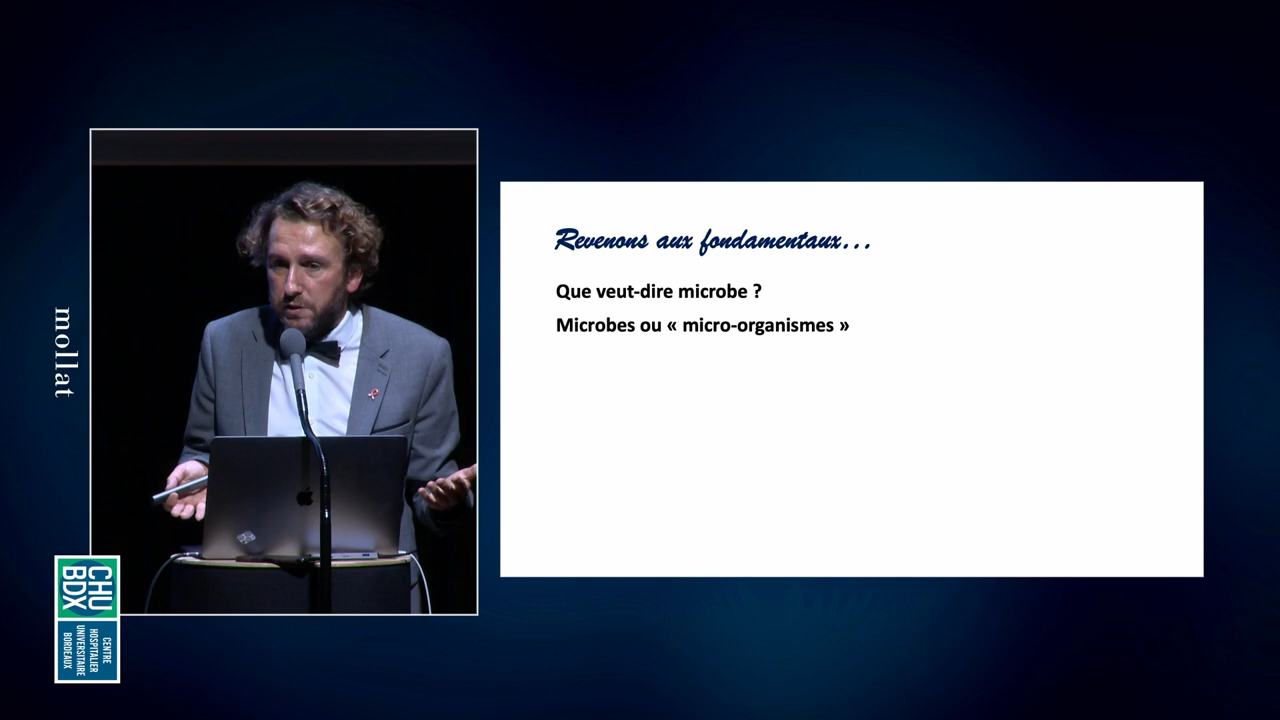 mollat
CHU
BDX
CENTRE
HOSPITALIER
UNIVERSITAIRE
BORDEAUX
Revenons aux fondamentaux...
Que veut-dire microbe ?
Microbes ou « micro-organismes »